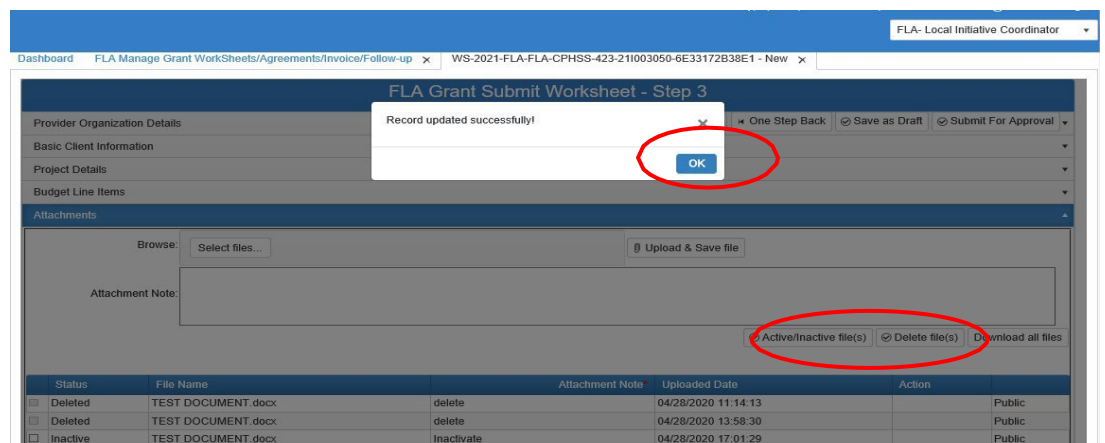 FLA- Local Initiative Coordinator
Dashboard FLA Manage Grant WorkSheets/Agreements/Invoice/Follow-up x WS-2021-FLA-FLA-CPHSS-423-21I003050-6E33172B38E1 - New x
FLA Grant Submit Worksheet - Step 3
Record updated successfully! ×
OK
Provider Organization Details One Step Back Save as Draft Submit For Approval
Basic Client Information
Project Details
Budget Line Items
Attachments
Browse: Select files... Upload & Save file
Attachment Note:
Active/Inactive file(s) Delete file(s) Download all files
Status File Name Attachment Note* Uploaded Date Action
Deleted TEST DOCUMENT.docx delete 04/28/2020 11:14:13 Public
Deleted TEST DOCUMENT.docx delete 04/28/2020 13:58:30 Public
Inactive TEST DOCUMENT.docx Inactivate 04/28/2020 17:01:29 Public